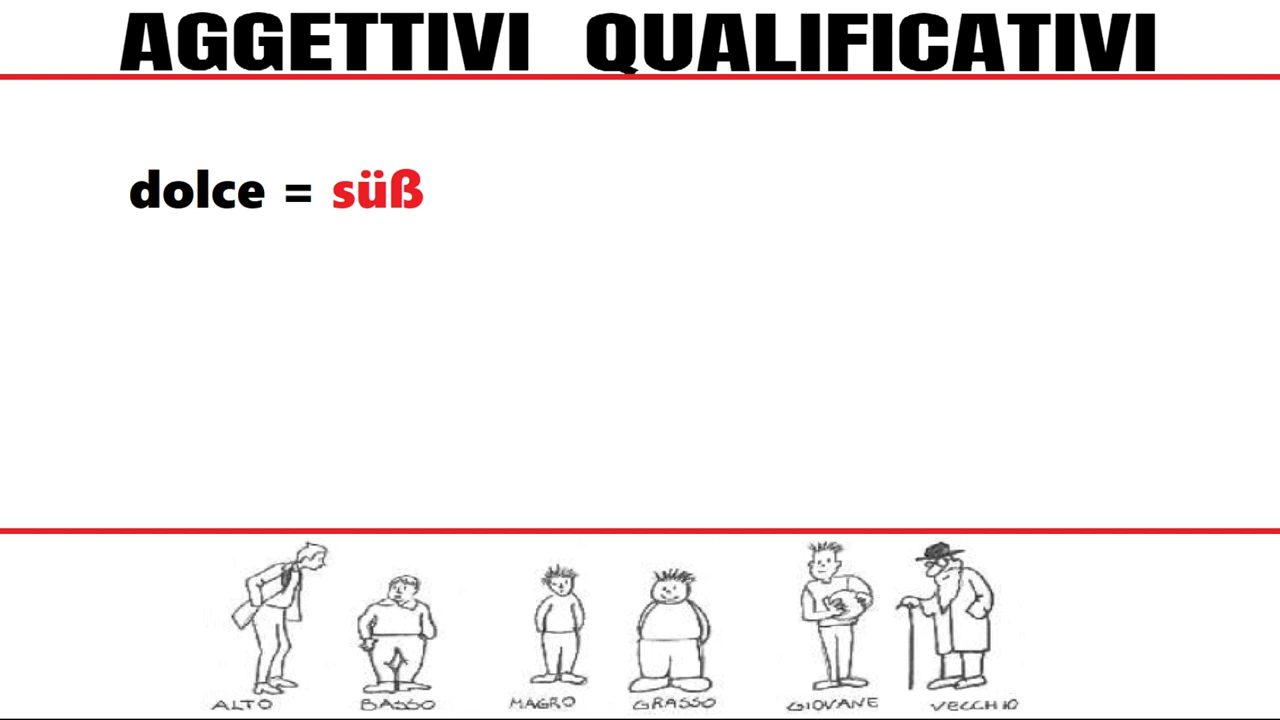 AGGETTIVI QUALIFICATIVI
dolce = süß
ALTO BASSO MAGRO GRASSO GIOVANE VECCHIO